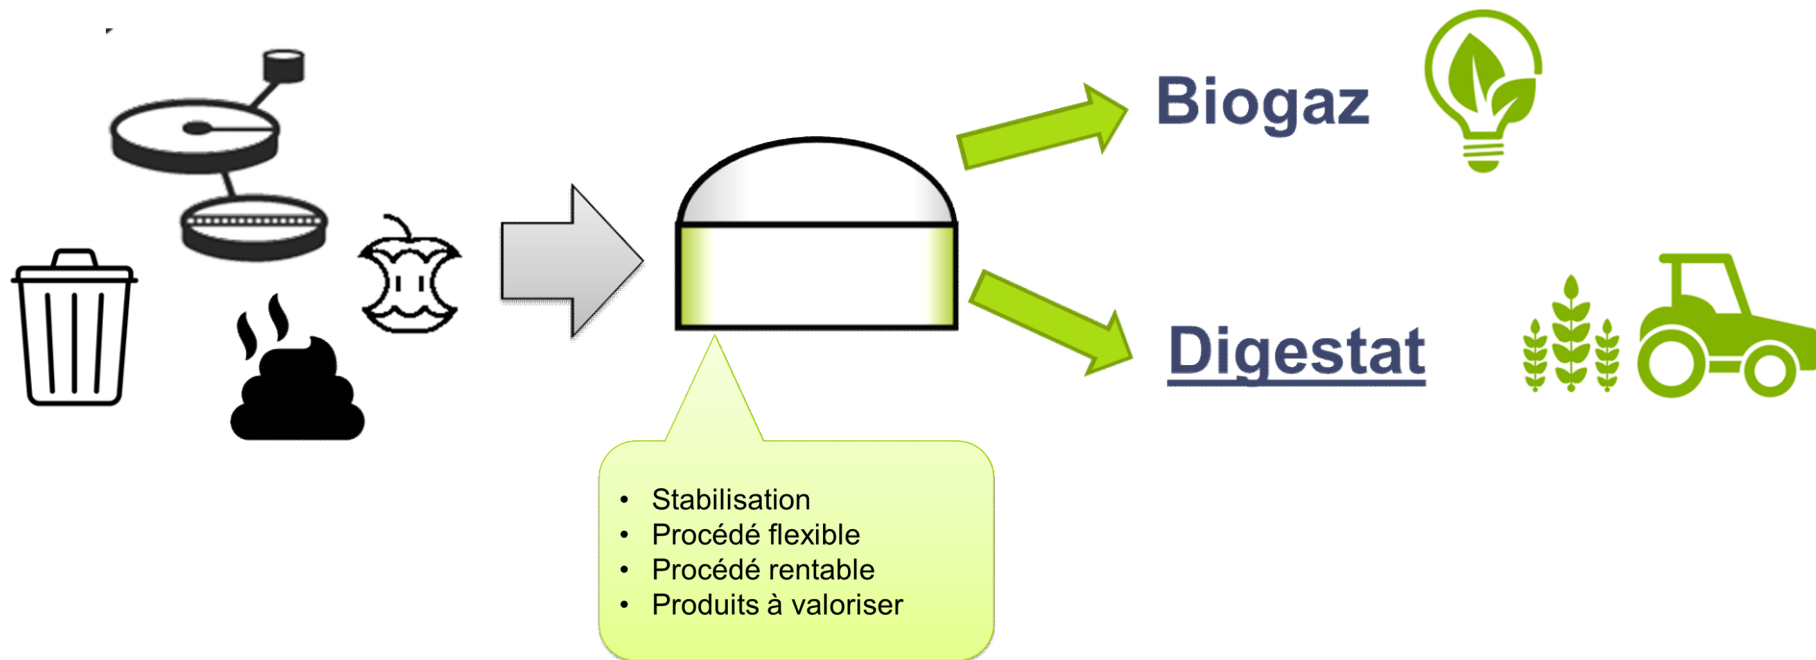 Biogaz
Digestat
• Stabilisation
• Procédé flexible
• Procédé rentable
• Produits à valoriser